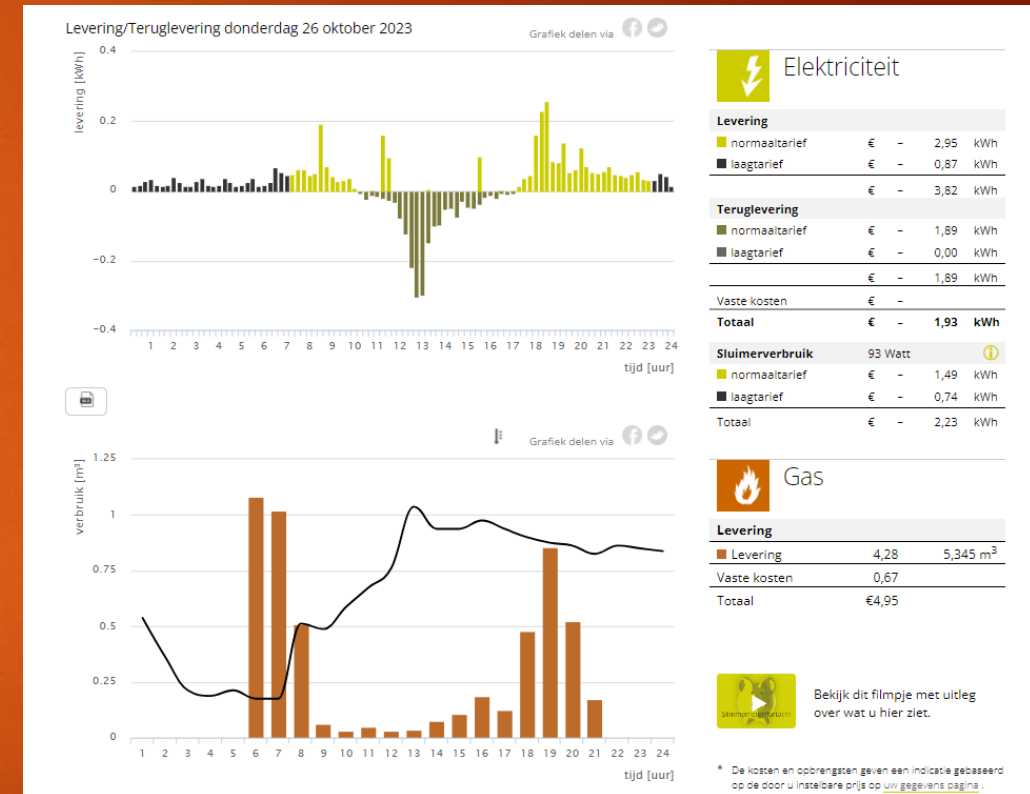 Levering/Teruglevering donderdag 26 oktober 2023
Grafiek delen via
levering [kWh]
0.4
0.2
0
−0.2
−0.4
1 2 3 4 5 6 7 8 9 10 11 12 13 14 15 16 17 18 19 20 21 22 23 24
tijd [uur]
Grafiek delen via
verbruik [m³]
1.25
1
0.75
0.5
0.25
0
1 2 3 4 5 6 7 8 9 10 11 12 13 14 15 16 17 18 19 20 21 22 23 24
tijd [uur]
Elektriciteit
Levering
normaaltarief € – 2,95 kWh
laagtarief € – 0,87 kWh
€ – 3,82 kWh
Teruglevering
normaaltarief € – 1,89 kWh
laagtarief € – 0,00 kWh
€ – 1,89 kWh
Vaste kosten € –
Totaal € – 1,93 kWh
Sluimerverbruik 93 Watt
normaaltarief € – 1,49 kWh
laagtarief € – 0,74 kWh
Totaal € – 2,23 kWh
Gas
Levering
Levering 4,28 5,345 m³
Vaste kosten 0,67
Totaal €4,95
Bekijk dit filmpje met uitleg
over wat u hier ziet.
* De kosten en opbrengsten geven een indicatie gebaseerd
op de door u instelbare prijs op uw gegevens pagina .